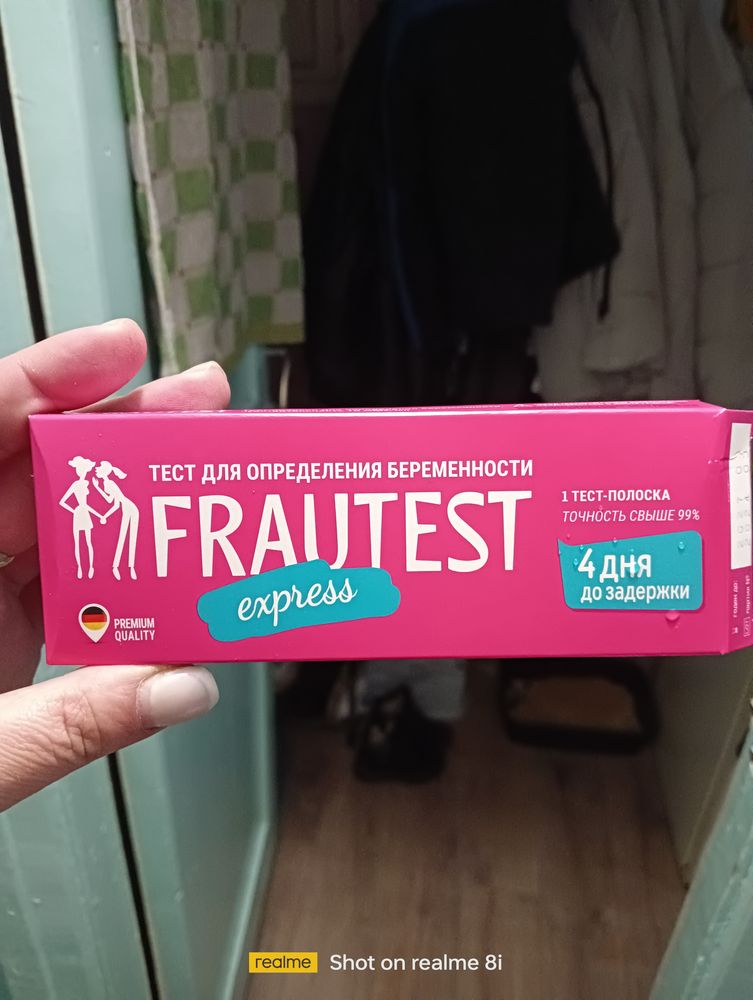 ТЕСТ ДЛЯ ОПРЕДЕЛЕНИЯ БЕРЕМЕННОСТИ
FRAUTEST
express
PREMIUM
QUALITY
1 ТЕСТ-ПОЛОСКА
ТОЧНОСТЬ СВЫШЕ 99%
4 ДНЯ
до задержки
realme Shot on realme 8i